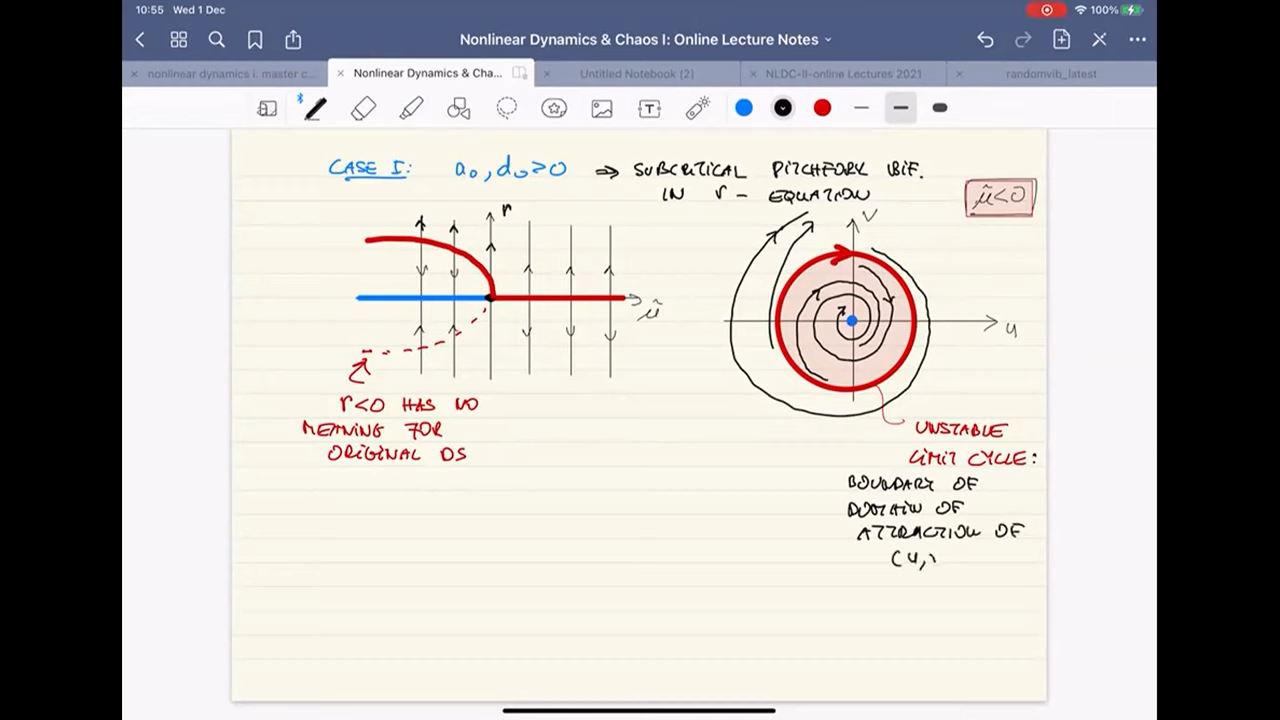 10:55 Wed 1 Dec
100%
Nonlinear Dynamics & Chaos I: Online Lecture Notes
nonlinear dynamics i. master c...
Nonlinear Dynamics & Cha...
Untitled Notebook (2)
NLDC-II-online Lectures 2021
randomvib_latest
CASE I: a₀, d₀>0 ⇒ SUBCRITICAL PITCHFORK BIF.
IN r - EQUATION
μ̃<0
r
μ̃
V
u
r<0 HAS NO
MEANING FOR
ORIGINAL DS
UNSTABLE
LIMIT CYCLE:
BOUNDARY OF
DOMAIN OF
ATTRACTION OF
(u,